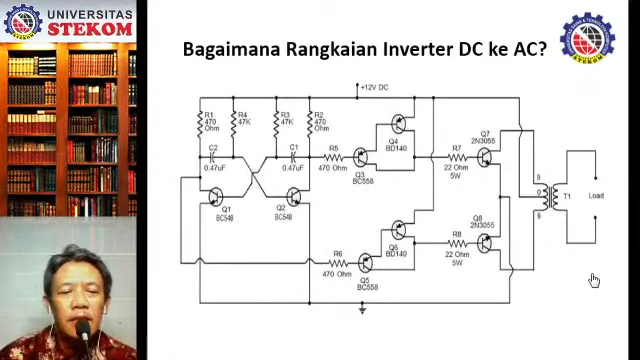 UNIVERSITAS
STEKOM
Bagaimana Rangkaian Inverter DC ke AC?
+12V DC
R1
470
Ohm
R4
47K
R3
47K
R2
470
Ohm
C2
0.47uF
C1
0.47uF
R5
470 Ohm
Q3
BC558
Q4
BD140
R7
22 Ohm
5W
Q7
2N3055
Q1
BC548
Q2
BC548
9
0
9
T1
Load
R6
470 Ohm
Q5
BC558
Q6
BD140
R8
22 Ohm
5W
Q8
2N3055